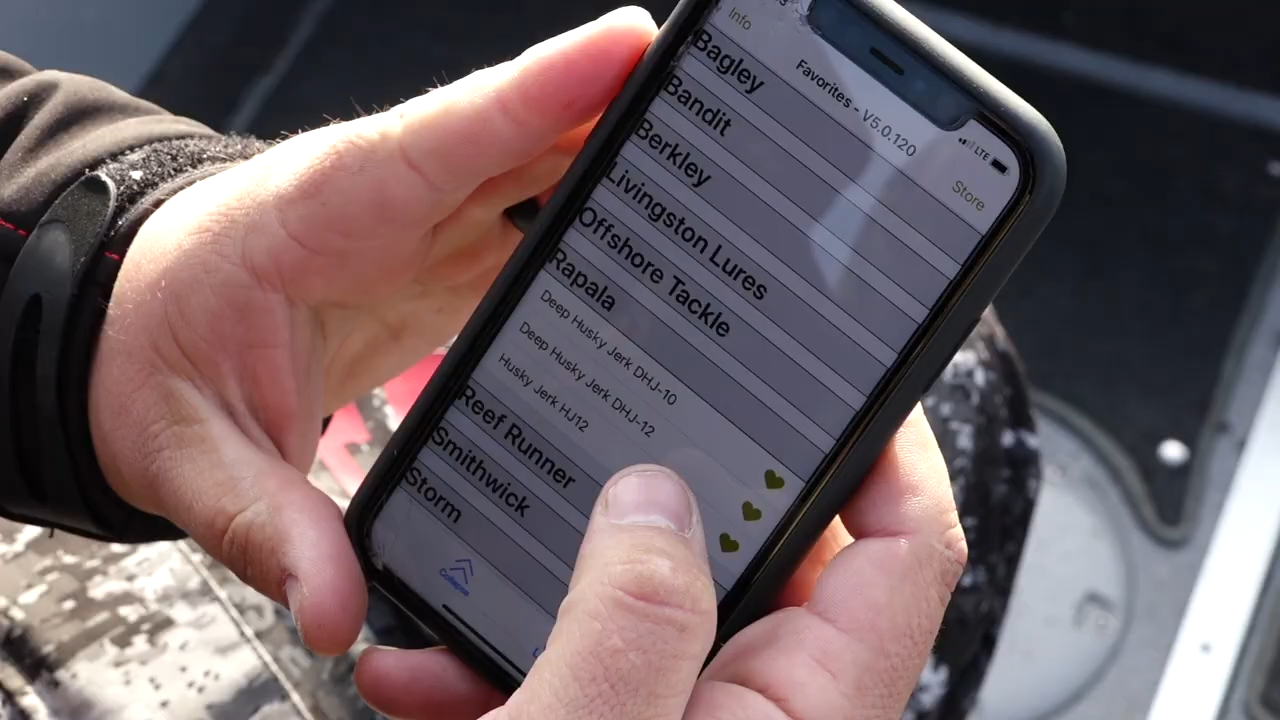 Info
Favorites - V5.0.120
LTE
Store
Bagley
Bandit
Berkley
Livingston Lures
Offshore Tackle
Rapala
Deep Husky Jerk DHJ-10
Deep Husky Jerk DHJ-12
Husky Jerk HJ12
Reef Runner
Smithwick
Storm
Collapse